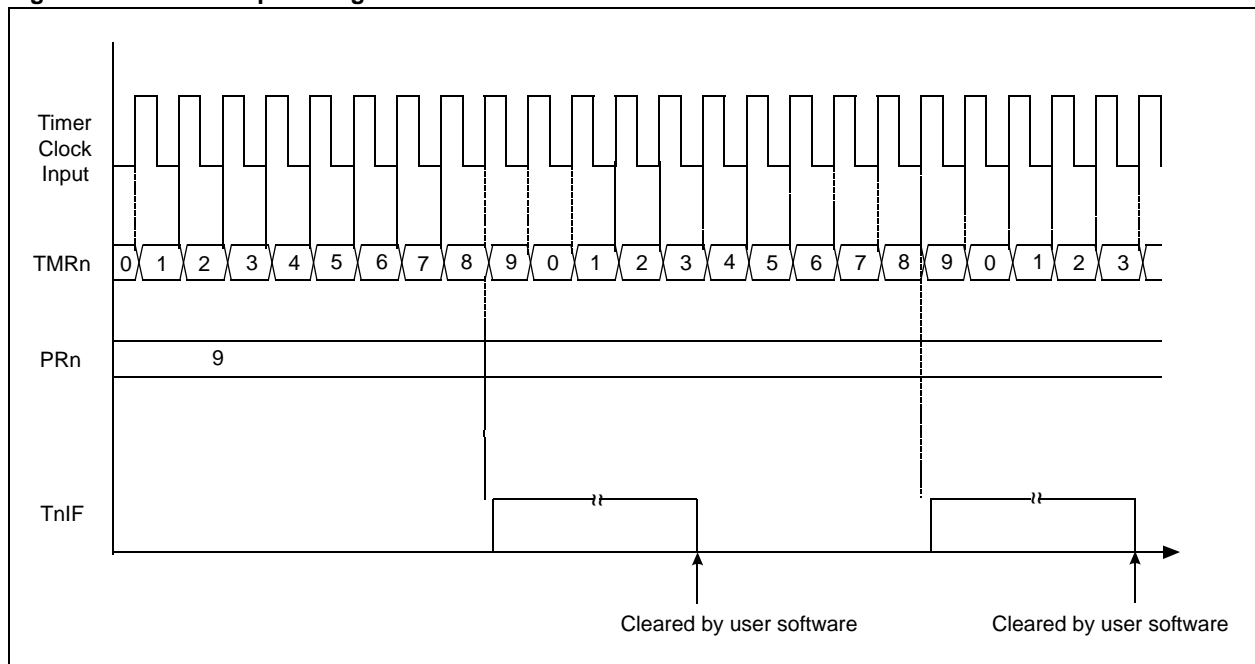 Timer
Clock
Input
TMRn 0 1 2 3 4 5 6 7 8 9 0 1 2 3 4 5 6 7 8 9 0 1 2 3
PRn 9
TnIF
Cleared by user software Cleared by user software